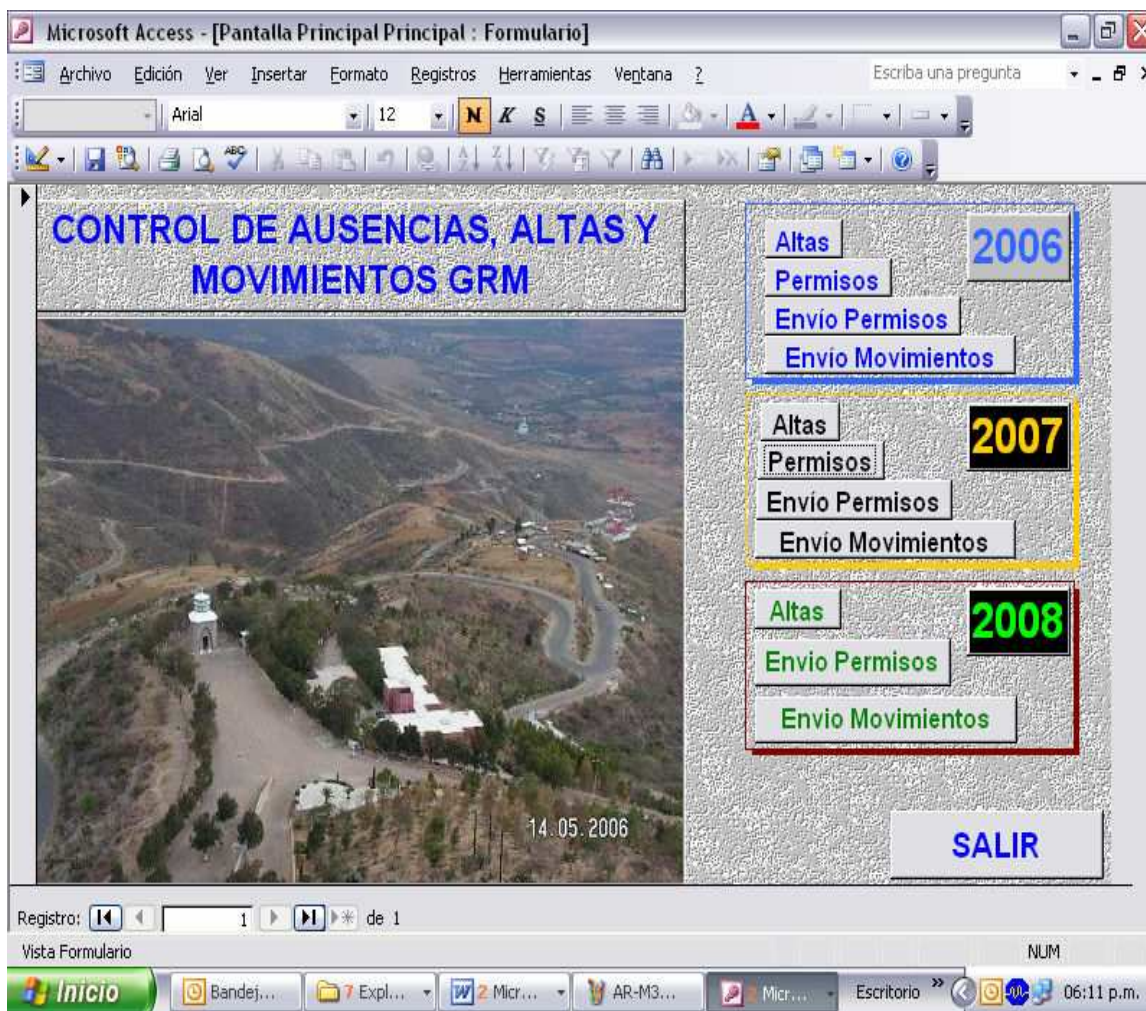 Microsoft Access - [Pantalla Principal Principal : Formulario]
Archivo Edición Ver Insertar Formato Registros Herramientas Ventana ? Escriba una pregunta
Arial 12 N K S A
ABC
CONTROL DE AUSENCIAS, ALTAS Y
MOVIMIENTOS GRM
14.05.2006
2006
Altas
Permisos
Envío Permisos
Envío Movimientos
2007
Altas
Permisos
Envío Permisos
Envío Movimientos
2008
Altas
Envio Permisos
Envio Movimientos
SALIR
Registro: 1 de 1
Vista Formulario NUM
Inicio Bandej... 7 Expl... 2 Micr... AR-M3... 2 Micr... Escritorio » 06:11 p.m.